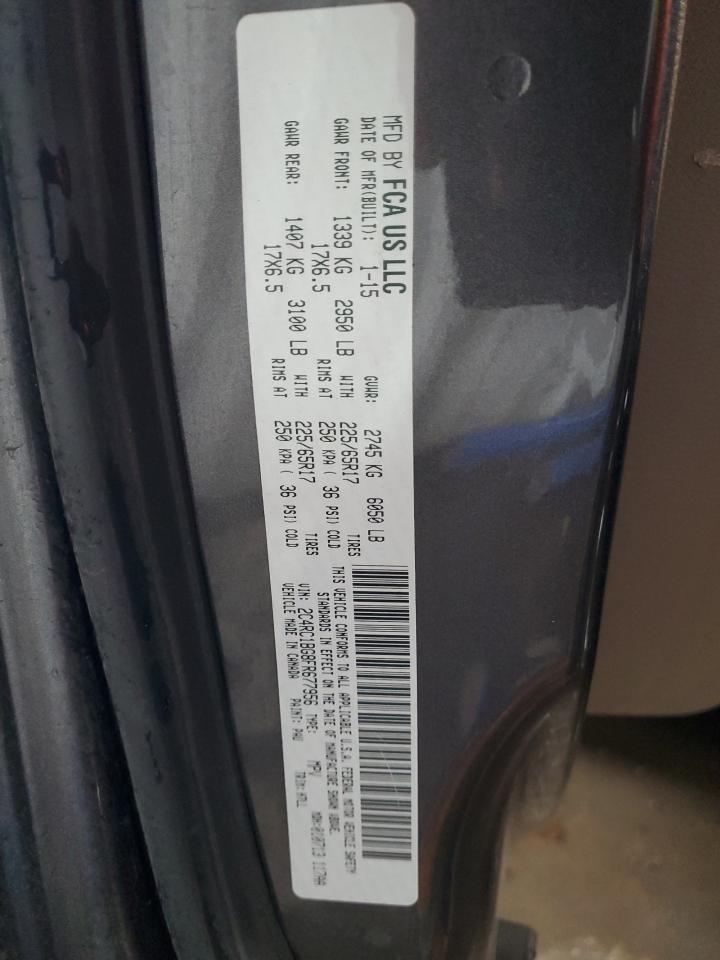 MFD BY FCA US LLC
DATE OF MFR(BUILT): 1-15 GVWR: 2745 KG 6050 LB
GAWR FRONT: 1339 KG 2950 LB WITH 225/65R17 TIRES
17X6.5 RIMS AT 250 KPA ( 36 PSI) COLD
GAWR REAR: 1407 KG 3100 LB WITH 225/65R17 TIRES
17X6.5 RIMS AT 250 KPA ( 36 PSI) COLD
THIS VEHICLE CONFORMS TO ALL APPLICABLE U.S.A. FEDERAL MOTOR VEHICLE SAFETY
STANDARDS IN EFFECT ON THE DATE OF MANUFACTURE SHOWN ABOVE.
VIN: 2C4RC1BG8FR677956 TYPE: MPV MDH:010713 117AA
VEHICLE MADE IN CANADA PAINT: PAU TRIM: